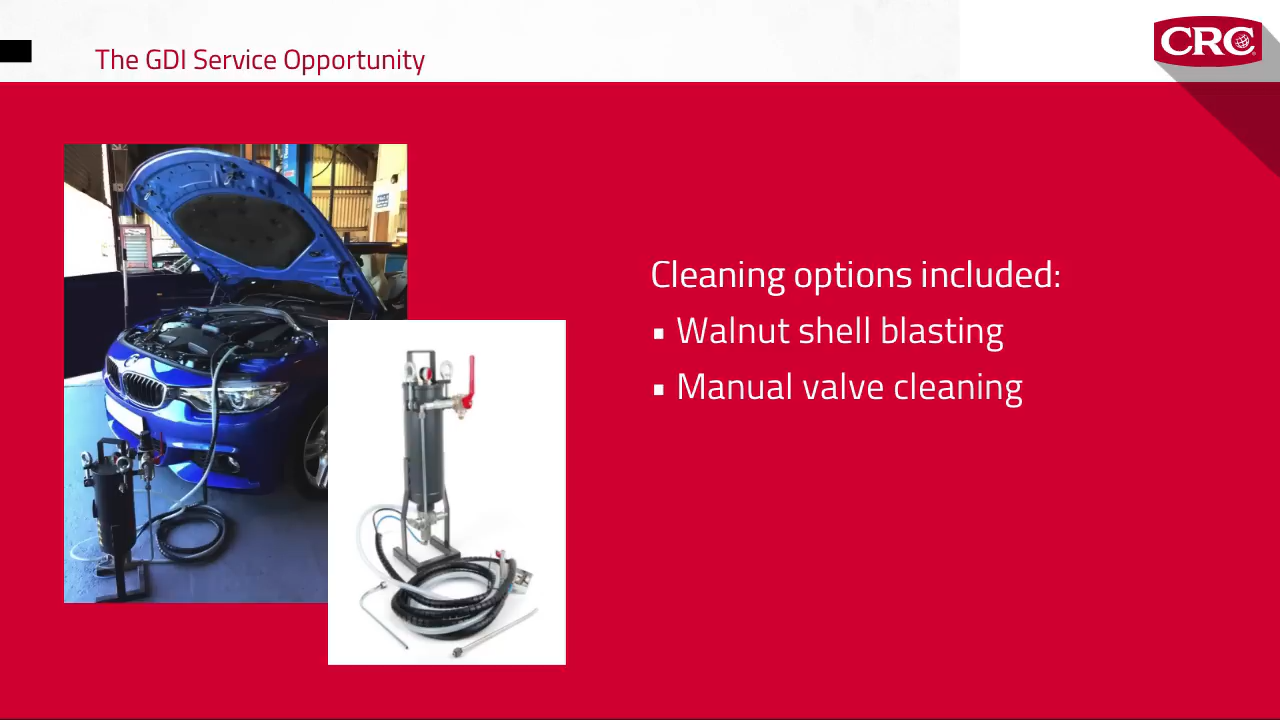 The GDI Service Opportunity
CRC
Cleaning options included:
▪ Walnut shell blasting
▪ Manual valve cleaning